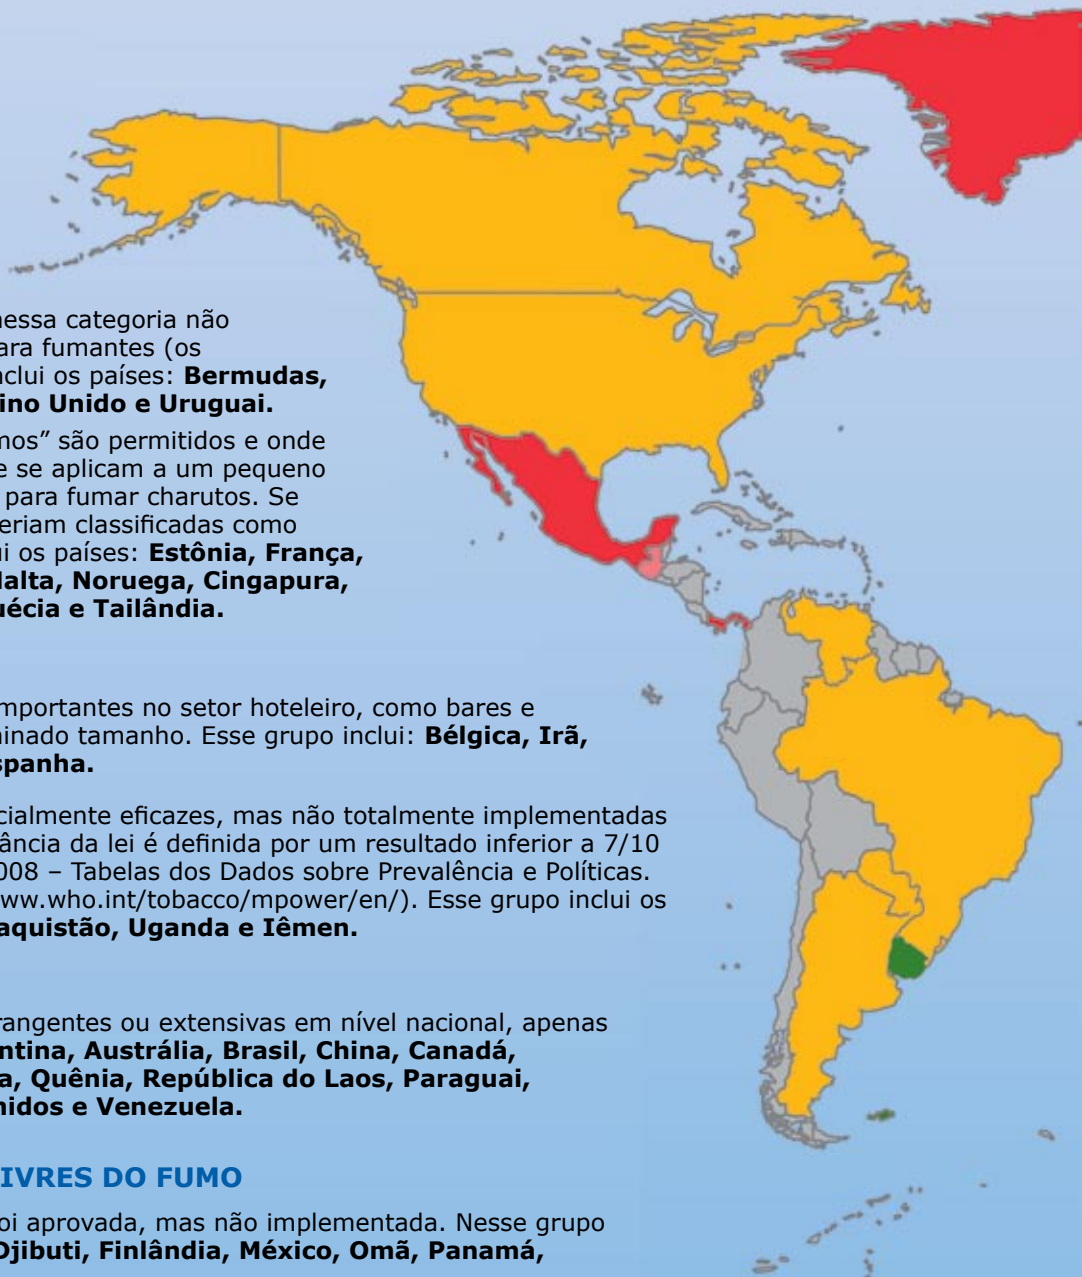 nessa categoria não
ara fumantes (os
nclui os países: Bermudas,
ino Unido e Uruguai.
mos” são permitidos e onde
e se aplicam a um pequeno
para fumar charutos. Se
eriam classificadas como
ui os países: Estônia, França,
alta, Noruega, Cingapura,
uécia e Tailândia.
mportantes no setor hoteleiro, como bares e
inado tamanho. Esse grupo inclui: Bélgica, Irã,
spanha.
cialmente eficazes, mas não totalmente implementadas
ância da lei é definida por um resultado inferior a 7/10
008 – Tabelas dos Dados sobre Prevalência e Políticas.
ww.who.int/tobacco/mpower/en/). Esse grupo inclui os
aquistão, Uganda e Iêmen.
rangentes ou extensivas em nível nacional, apenas
ntina, Austrália, Brasil, China, Canadá,
a, Quênia, República do Laos, Paraguai,
nidos e Venezuela.
IVRES DO FUMO
oi aprovada, mas não implementada. Nesse grupo
Djibuti, Finlândia, México, Omã, Panamá,